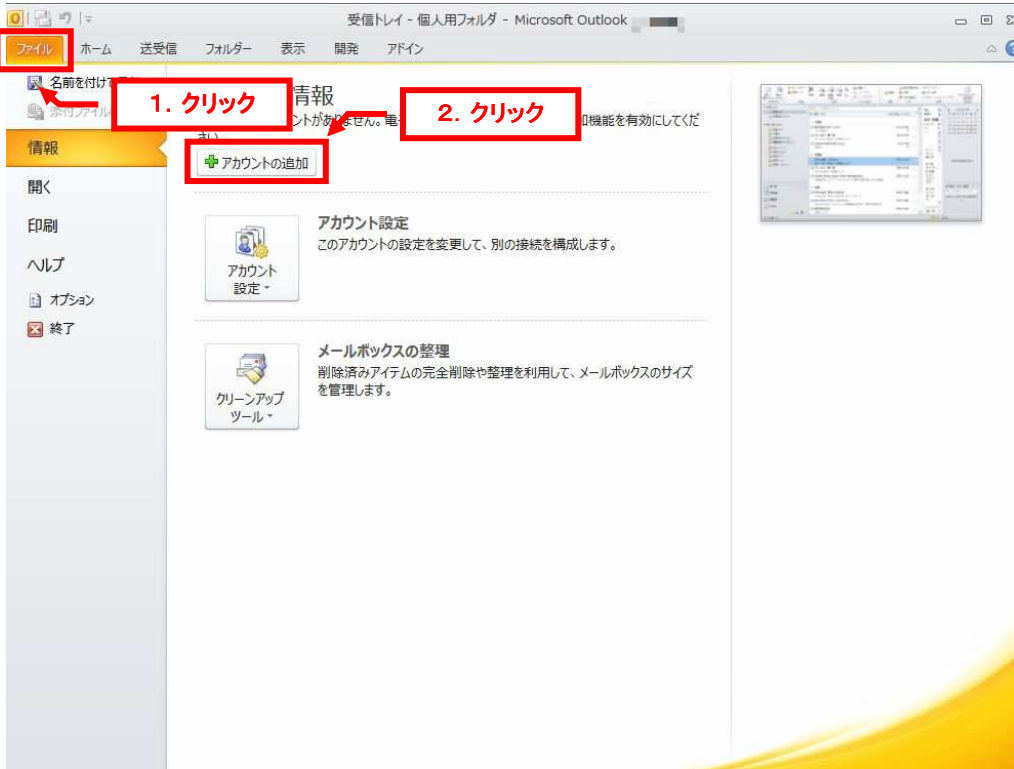 受信トレイ - 個人用フォルダ - Microsoft Outlook
ファイル ホーム 送受信 フォルダー 表示 開発 アドイン
名前を付けて
添付ファイル
1. クリック
情報
2. クリック
ントがありません。電子
加機能を有効にしてくだ
さい
アカウントの追加
情報
開く
印刷
ヘルプ
オプション
終了
アカウント設定
このアカウントの設定を変更して、別の接続を構成します。
アカウント
設定
メールボックスの整理
削除済みアイテムの完全削除や整理を利用して、メールボックスのサイズ
を管理します。
クリーンアップ
ツール